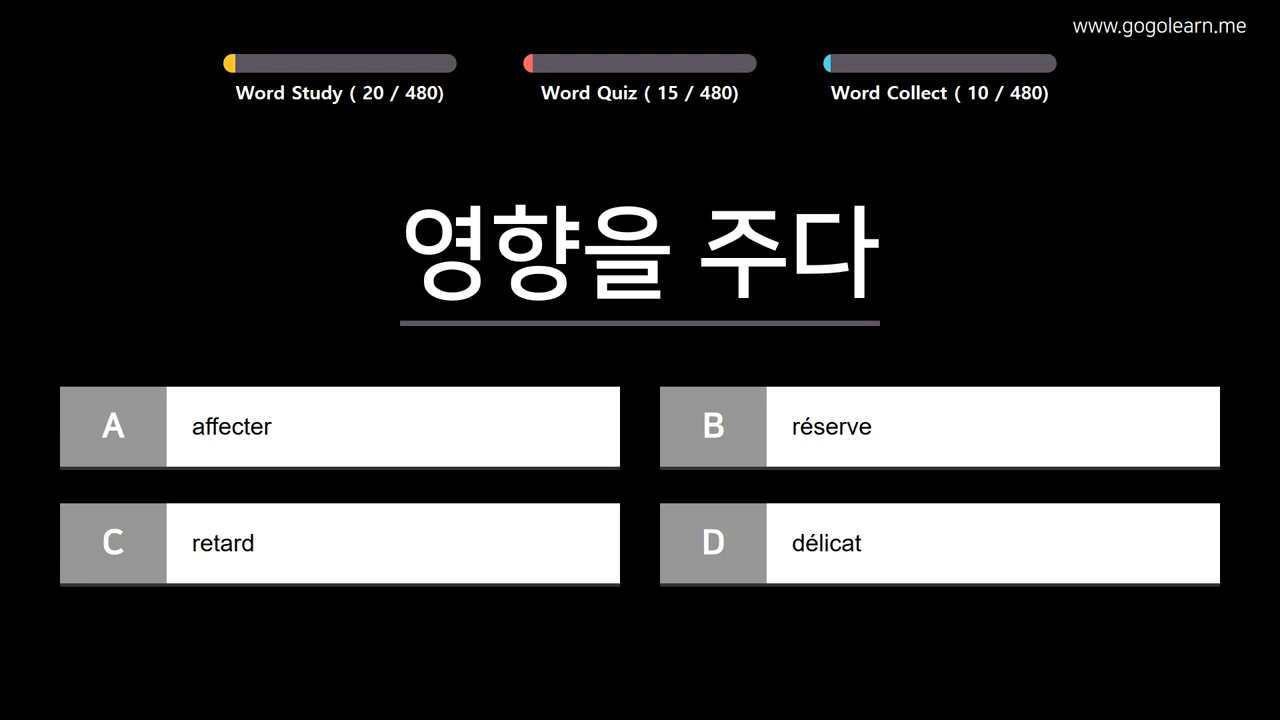 www.gogolearn.me
Word Study ( 20 / 480)
Word Quiz ( 15 / 480)
Word Collect ( 10 / 480)
영향을 주다
A affecter
B réserve
C retard
D délicat